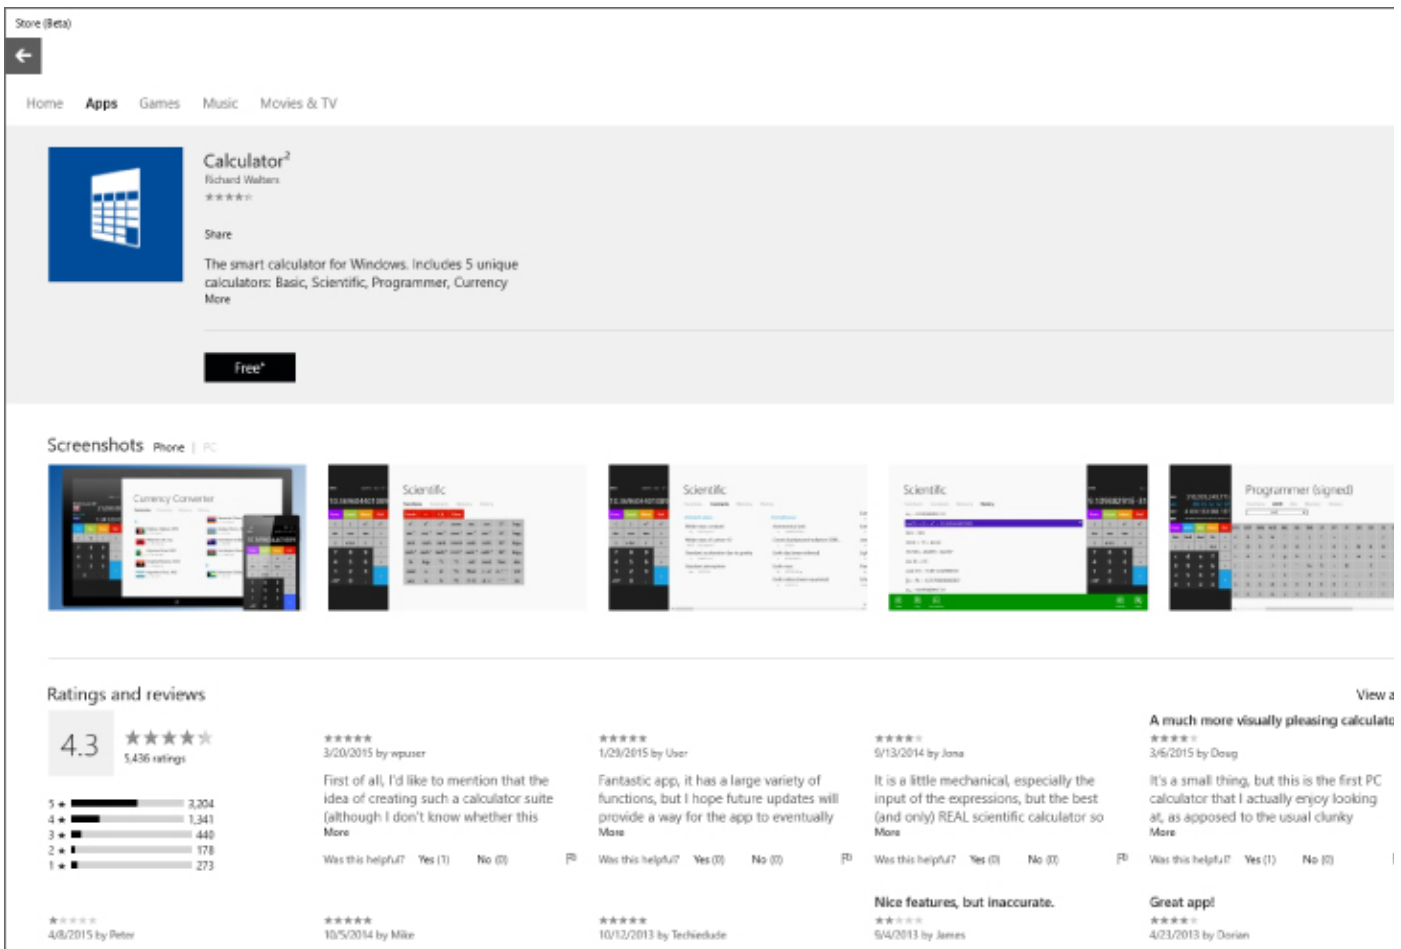 Store (Beta)
Home Apps Games Music Movies & TV
Calculator²
Richard Walters
Share
The smart calculator for Windows. Includes 5 unique
calculators: Basic, Scientific, Programmer, Currency
More
Free*
Screenshots Phone | PC
Currency Converter
Scientific
Scientific
Scientific
Programmer (signed)
Ratings and reviews
View a
4.3
5,436 ratings
5 ★ 3,204
4 ★ 1,341
3 ★ 440
2 ★ 178
1 ★ 273
3/20/2015 by wpuser
First of all, I'd like to mention that the
idea of creating such a calculator suite
(although I don't know whether this
More
Was this helpful? Yes (1) No (0)
1/29/2015 by User
Fantastic app, it has a large variety of
functions, but I hope future updates will
provide a way for the app to eventually
More
Was this helpful? Yes (0) No (0)
9/13/2014 by Jona
It is a little mechanical, especially the
input of the expressions, but the best
(and only) REAL scientific calculator so
More
Was this helpful? Yes (0) No (0)
A much more visually pleasing calculato
3/6/2015 by Doug
It's a small thing, but this is the first PC
calculator that I actually enjoy looking
at, as apposed to the usual clunky
More
Was this helpful? Yes (1) No (0)
4/8/2015 by Peter
10/5/2014 by Mike
10/12/2013 by Techiedude
Nice features, but inaccurate.
9/4/2013 by James
Great app!
4/23/2013 by Dorian